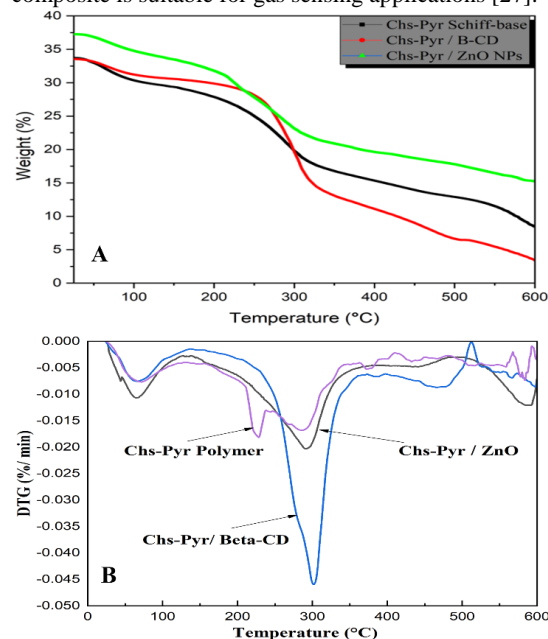 composite is suitable for gas sensing applications [27].
Chs-Pyr Schiff-base
Chs-Pyr / B-CD
Chs-Pyr / ZnO NPs
40
35
30
25
20
15
10
5
0
Weight (%)
A
100 200 300 400 500 600
Temperature (°C)
B
0.000
-0.005
-0.010
-0.015
-0.020
-0.025
-0.030
-0.035
-0.040
-0.045
-0.050
DTG (%/ min)
Chs-Pyr Polymer
Chs-Pyr / ZnO
Chs-Pyr/ Beta-CD
B
0 100 200 300 400 500 600
Temperature (°C)